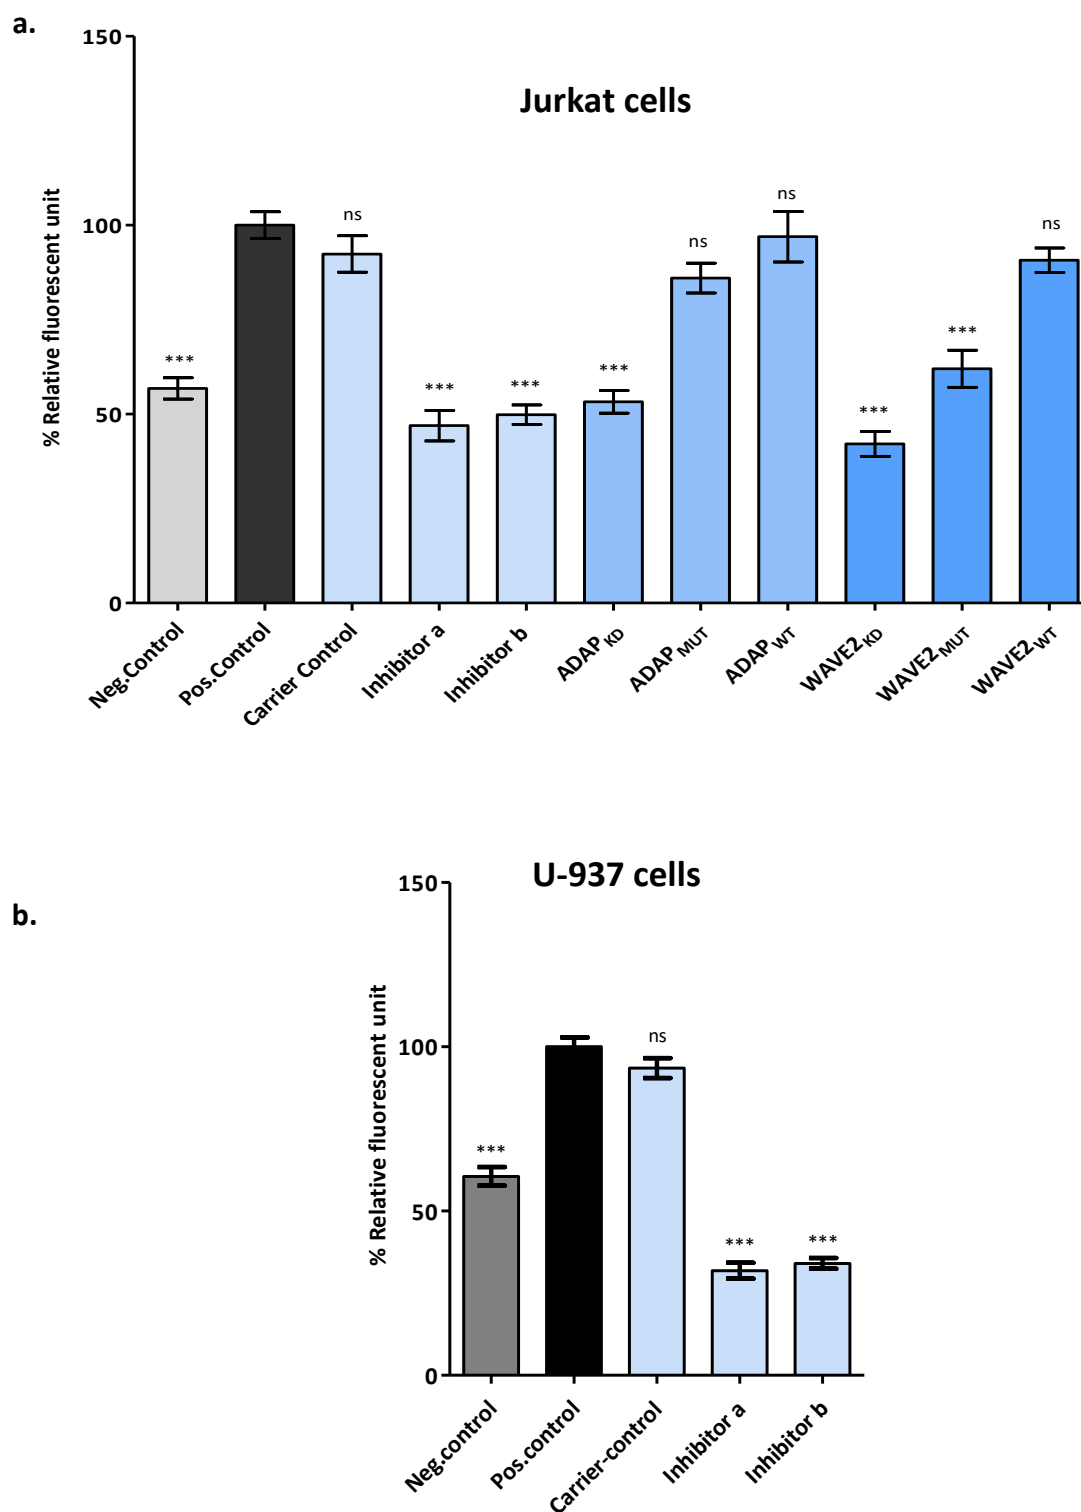 a.
Jurkat cells
% Relative fluorescent unit
150
100
50
0
***
ns
***
***
***
ns
ns
***
***
ns
Neg.Control
Pos.Control
Carrier Control
Inhibitor a
Inhibitor b
ADAP KD
ADAP MUT
ADAP WT
WAVE2 KD
WAVE2 MUT
WAVE2 WT
b.
U-937 cells
% Relative fluorescent unit
150
100
50
0
***
ns
***
***
Neg.control
Pos.control
Carrier-control
Inhibitor a
Inhibitor b